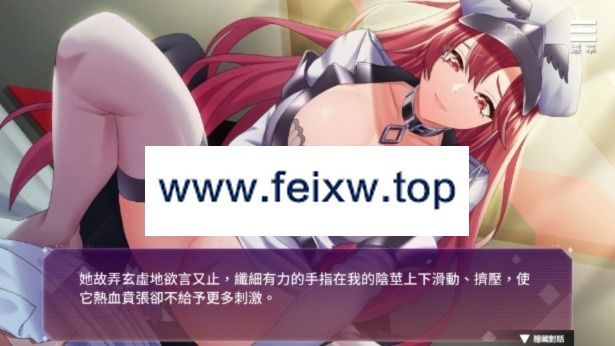 選單
www.feixw.top
她故弄玄虛地欲言又止，纖細有力的手指在我的陰莖上下滑動、擠壓，使
它熱血賁張卻不給予更多刺激。
▼ 隱藏對話